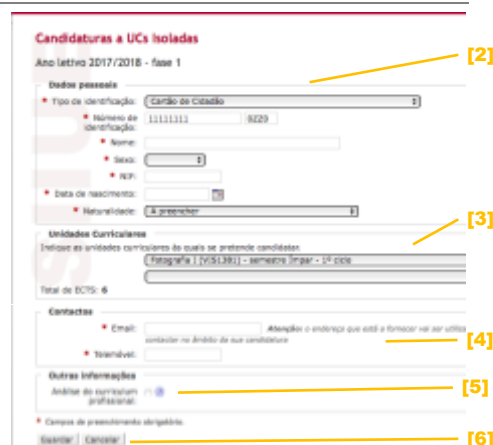 Candidaturas a UCs Isoladas
Ano letivo 2017/2018 - fase 1
[2]
Dados pessoais
* Tipo de identificação: Cartão de Cidadão
* Número de identificação: 11111111 0220
* Nome:
* Sexo:
* NIF:
* Data de nascimento:
* Naturalidade: A preencher
[3]
Unidades Curriculares
Indique as unidades curriculares às quais se pretende candidatar.
Fotografia I (VIS1301) - semestre Ímpar - 1º ciclo
Total de ECTS: 6
Contactos
* Email: Atenção: o endereço que está a fornecer vai ser utiliza
contactar no âmbito da sua candidatura
[4]
* Telemóvel:
Outras informações
Análise do curriculum profissional:
[5]
* Campos de preenchimento obrigatório.
Guardar Cancelar
[6]